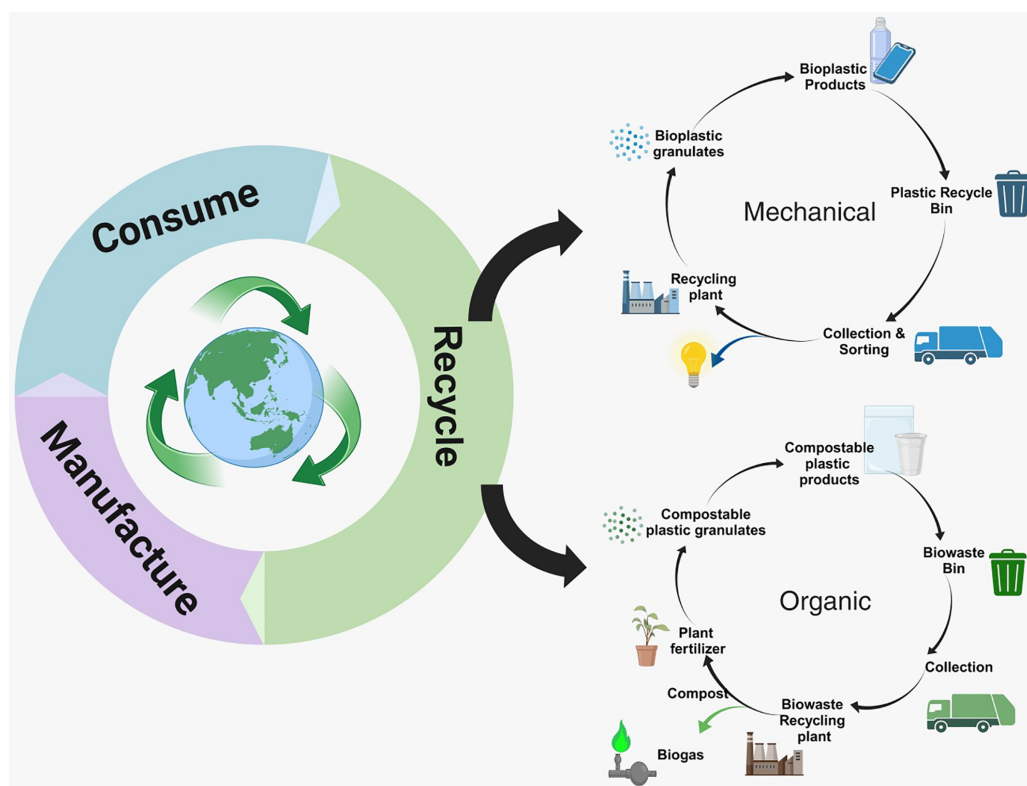 Consume
Manufacture
Recycle
Mechanical
Bioplastic
Products
Plastic Recycle
Bin
Collection &
Sorting
Recycling
plant
Bioplastic
granulates
Organic
Compostable
plastic
products
Biowaste
Bin
Collection
Biowaste
Recycling
plant
Biogas
Compost
Plant
fertilizer
Compostable
plastic granulates